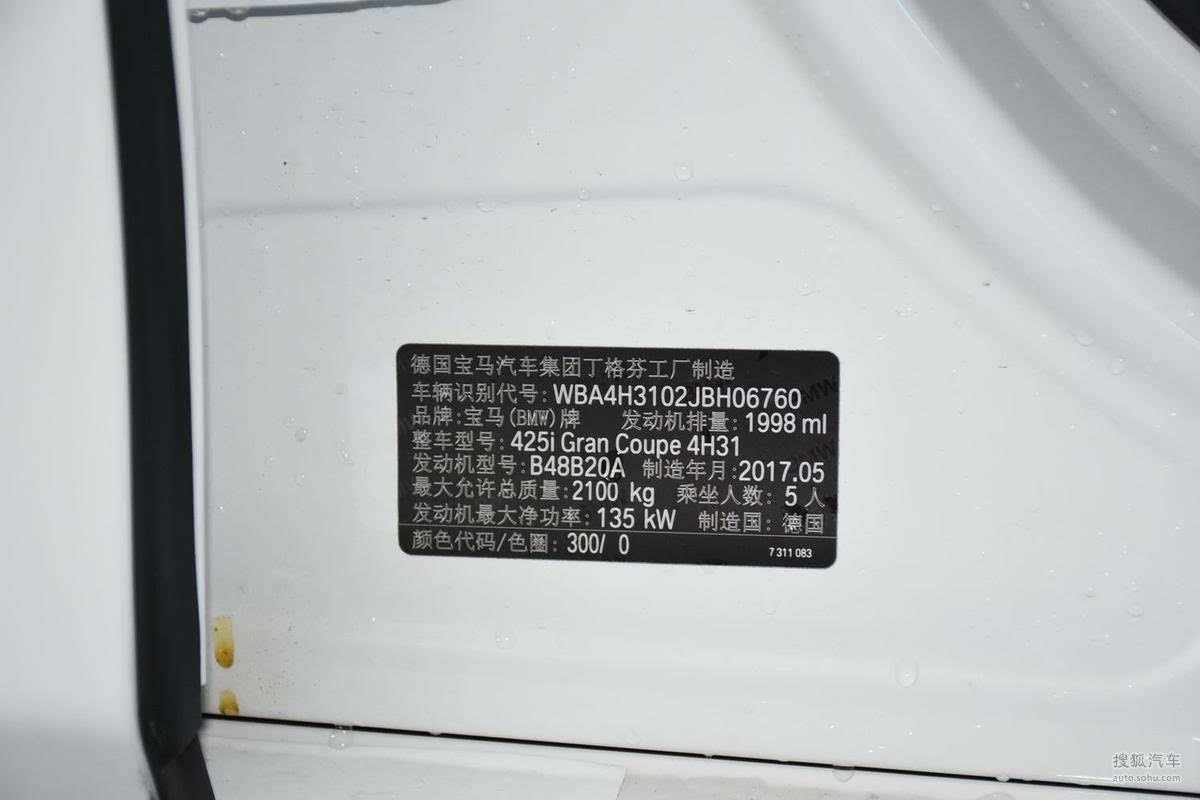 德国宝马汽车集团丁格芬工厂制造
车辆识别代号: WBA4H3102JBH06760
品牌:宝马(BMW)牌 发动机排量: 1998 ml
整车型号: 425i Gran Coupe 4H31
发动机型号: B48B20A 制造年月:2017.05
最大允许总质量: 2100 kg 乘坐人数: 5 人
发动机最大净功率: 135 kW 制造国: 德国
颜色代码/色圈: 300/ 0 7 311 083
搜狐汽车
auto.sohu.com